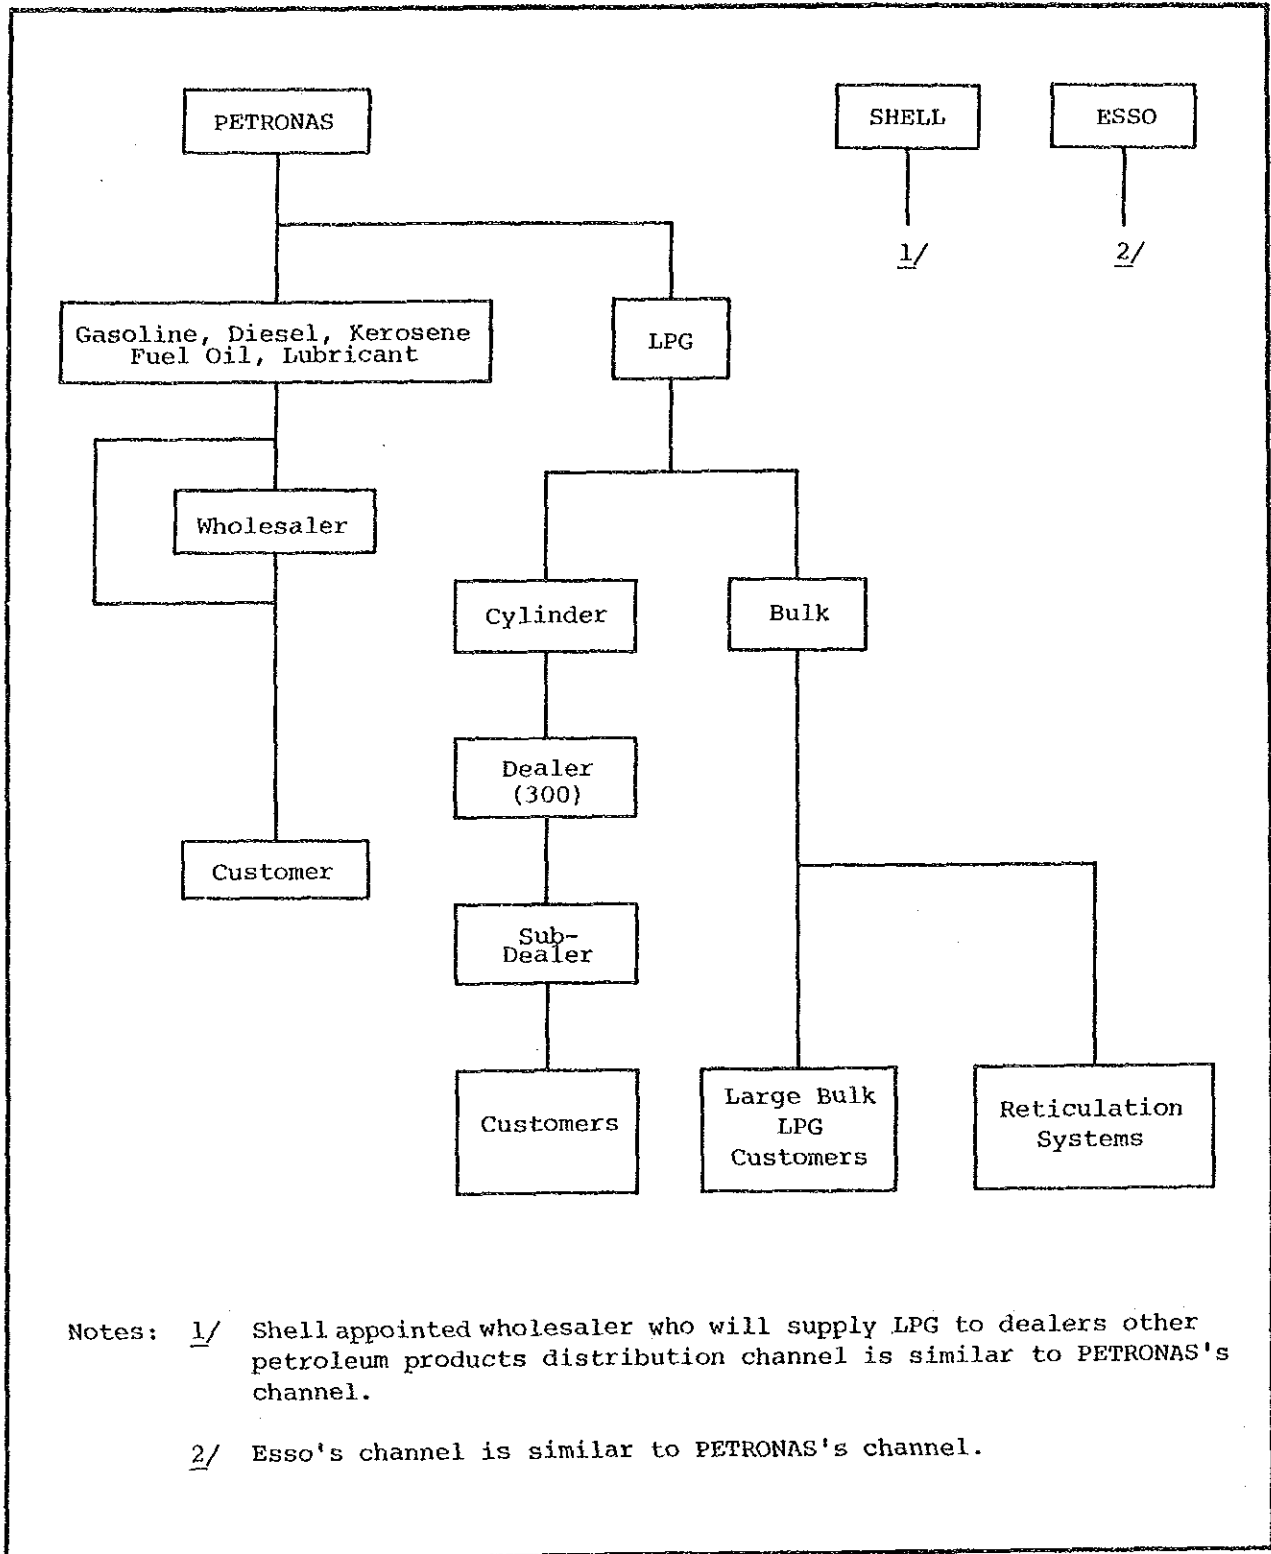 PETRONAS
SHELL
ESSO
1/
2/
Gasoline, Diesel, Kerosene
Fuel Oil, Lubricant
LPG
Wholesaler
Cylinder
Bulk
Dealer
(300)
Customer
Sub-
Dealer
Customers
Large Bulk
LPG
Customers
Reticulation
Systems
Notes: 1/ Shell appointed wholesaler who will supply LPG to dealers other
petroleum products distribution channel is similar to PETRONAS's
channel.
2/ Esso's channel is similar to PETRONAS's channel.